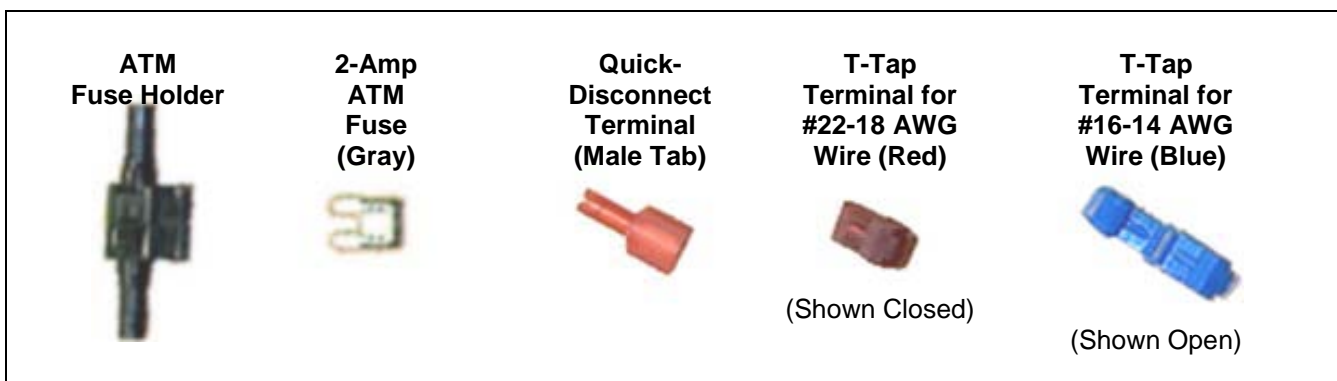 ATM
Fuse Holder
2-Amp
ATM
Fuse
(Gray)
Quick-
Disconnect
Terminal
(Male Tab)
T-Tap
Terminal for
#22-18 AWG
Wire (Red)
(Shown Closed)
T-Tap
Terminal for
#16-14 AWG
Wire (Blue)
(Shown Open)